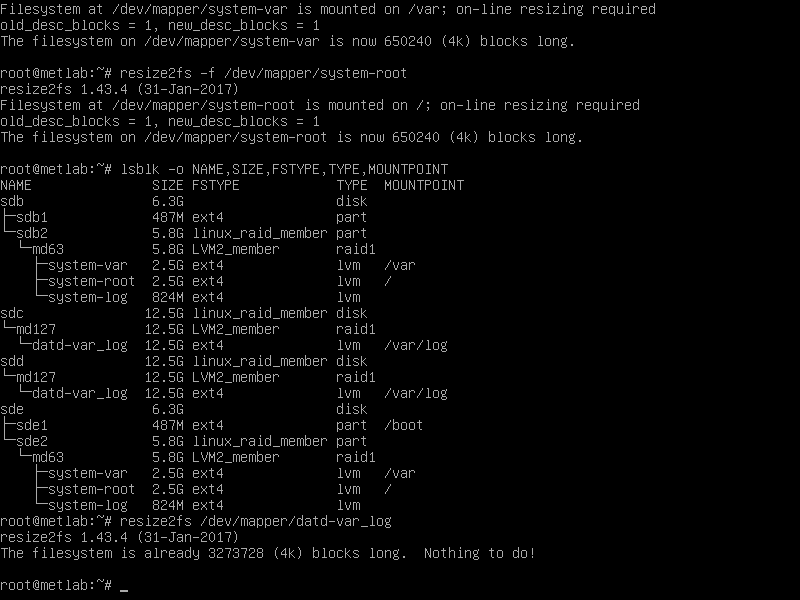 Filesystem at /dev/mapper/system-var is mounted on /var; on-line resizing required
old_desc_blocks = 1, new_desc_blocks = 1
The filesystem on /dev/mapper/system-var is now 650240 (4k) blocks long.

root@metlab:~# resize2fs -f /dev/mapper/system-root
resize2fs 1.43.4 (31-Jan-2017)
Filesystem at /dev/mapper/system-root is mounted on /; on-line resizing required
old_desc_blocks = 1, new_desc_blocks = 1
The filesystem on /dev/mapper/system-root is now 650240 (4k) blocks long.

root@metlab:~# lsblk -o NAME,SIZE,FSTYPE,TYPE,MOUNTPOINT
NAME               SIZE FSTYPE            TYPE  MOUNTPOINT
sdb                6.3G                   disk
├─sdb1             487M ext4              part
└─sdb2             5.8G linux_raid_member part
  └─md63           5.8G LVM2_member       raid1
    ├─system-var   2.5G ext4              lvm   /var
    ├─system-root  2.5G ext4              lvm   /
    └─system-log   824M ext4              lvm
sdc               12.5G linux_raid_member disk
└─md127           12.5G LVM2_member       raid1
  └─datd-var_log  12.5G ext4              lvm   /var/log
sdd               12.5G linux_raid_member disk
└─md127           12.5G LVM2_member       raid1
  └─datd-var_log  12.5G ext4              lvm   /var/log
sde                6.3G                   disk
├─sde1             487M ext4              part  /boot
└─sde2             5.8G linux_raid_member part
  └─md63           5.8G LVM2_member       raid1
    ├─system-var   2.5G ext4              lvm   /var
    ├─system-root  2.5G ext4              lvm   /
    └─system-log   824M ext4              lvm
root@metlab:~# resize2fs /dev/mapper/datd-var_log
resize2fs 1.43.4 (31-Jan-2017)
The filesystem is already 3273728 (4k) blocks long.  Nothing to do!

root@metlab:~# _